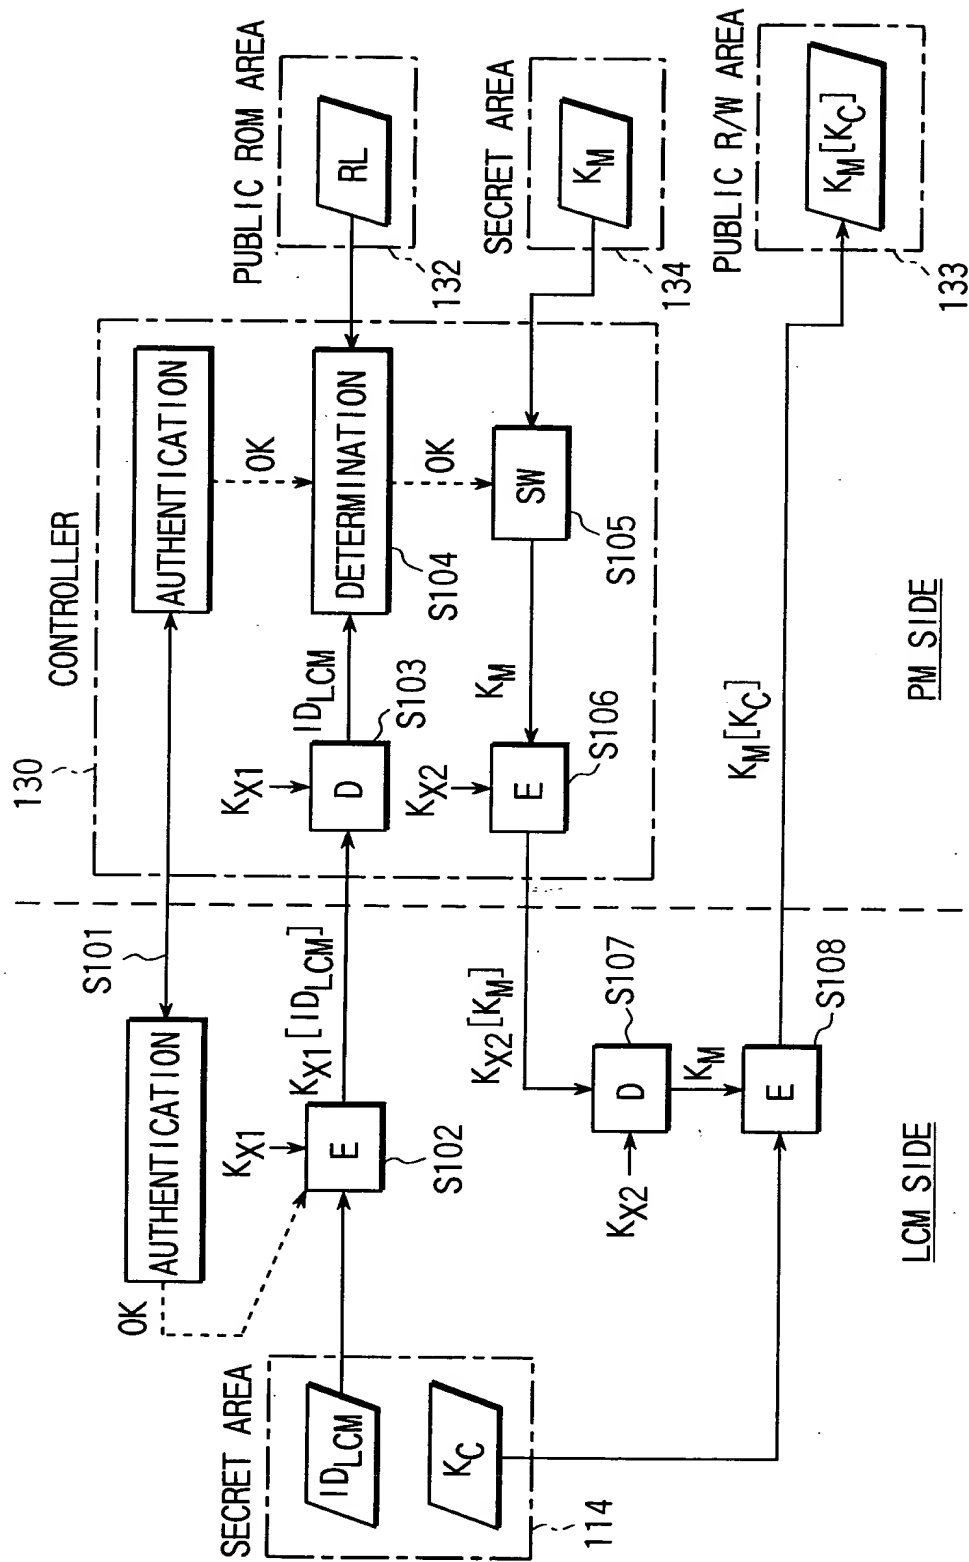 SECRET AREA
ID_LCM
K_C
114
OK
AUTHENTICATION
S101
K_X1
E
S102
K_X1 [ID_LCM]
K_X2 [K_M]
K_X2
D
S107
K_M
E
S108
LCM SIDE
130
CONTROLLER
AUTHENTICATION
OK
K_X1
D
S103
ID_LCM
DETERMINATION
S104
OK
K_X2
E
S106
K_M
SW
S105
K_M[K_C]
PM SIDE
PUBLIC ROM AREA
RL
132
SECRET AREA
K_M
134
PUBLIC R/W AREA
K_M[K_C]
133